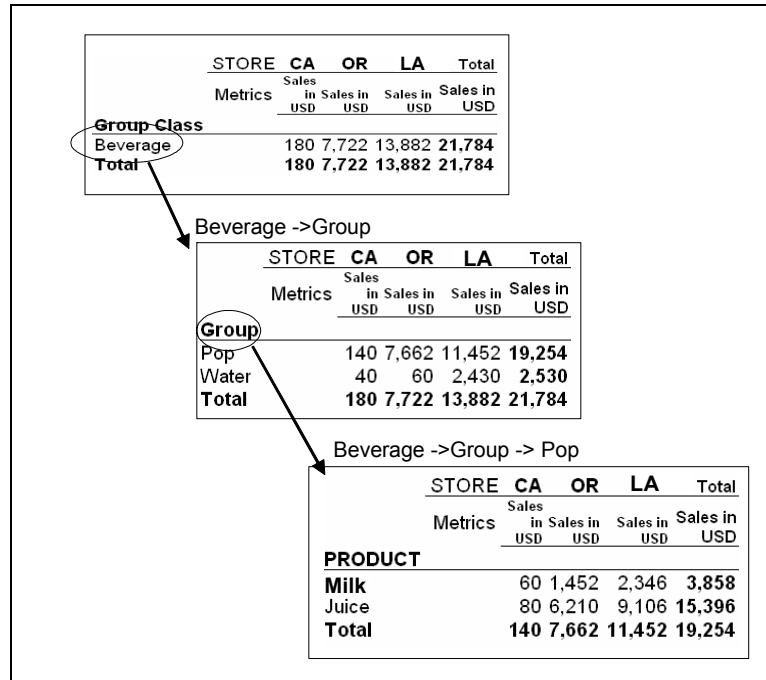 STORE CA OR LA Total
Metrics Sales in USD Sales in USD Sales in USD Sales in USD
Group Class
Beverage 180 7,722 13,882 21,784
Total 180 7,722 13,882 21,784
Beverage ->Group
STORE CA OR LA Total
Metrics Sales in USD Sales in USD Sales in USD Sales in USD
Group
Pop 140 7,662 11,452 19,254
Water 40 60 2,430 2,530
Total 180 7,722 13,882 21,784
Beverage ->Group -> Pop
STORE CA OR LA Total
Metrics Sales in USD Sales in USD Sales in USD Sales in USD
PRODUCT
Milk 60 1,452 2,346 3,858
Juice 80 6,210 9,106 15,396
Total 140 7,662 11,452 19,254